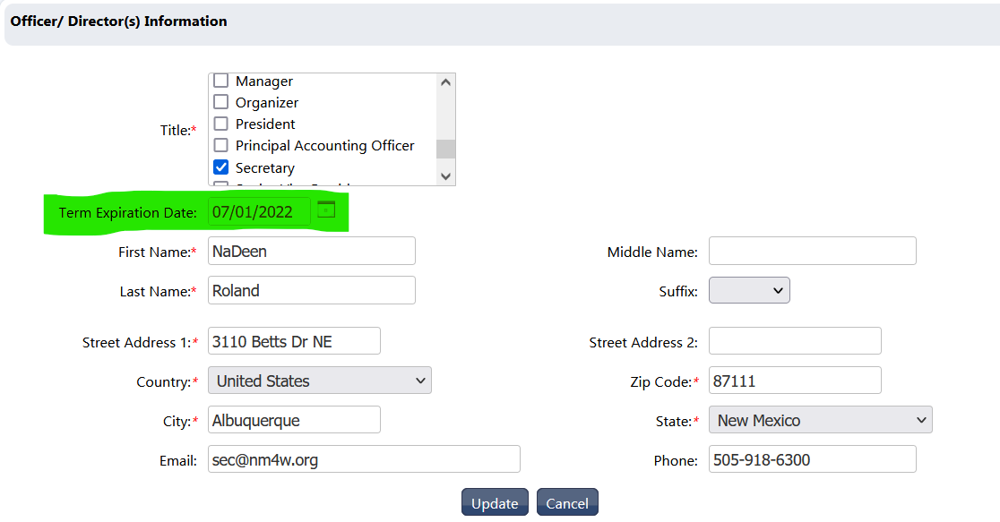 Officer/ Director(s) Information
Manager
Organizer
President
Principal Accounting Officer
Title:*
Secretary
Term Expiration Date: 07/01/2022
First Name:* NaDeen Middle Name:
Last Name:* Roland Suffix:
Street Address 1:* 3110 Betts Dr NE Street Address 2:
Country:* United States Zip Code:* 87111
City:* Albuquerque State:* New Mexico
Email: sec@nm4w.org Phone: 505-918-6300
Update Cancel